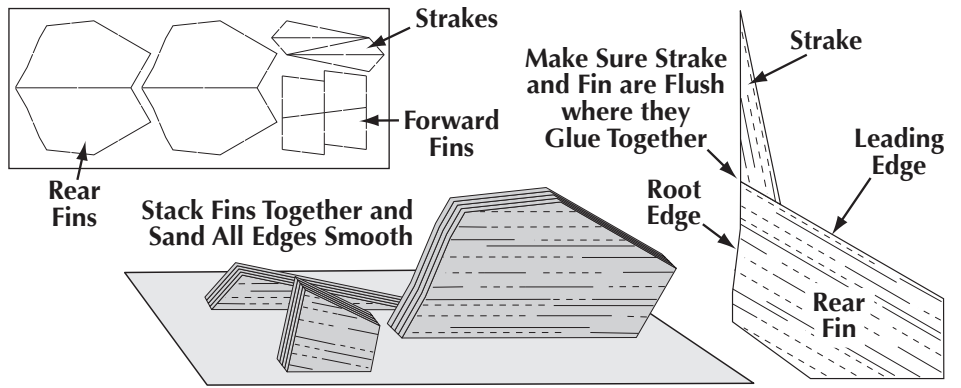 Strakes
Forward
Fins
Rear
Fins
Stack Fins Together and
Sand All Edges Smooth
Make Sure Strake
and Fin are Flush
where they
Glue Together
Strake
Leading
Edge
Root
Edge
Rear
Fin